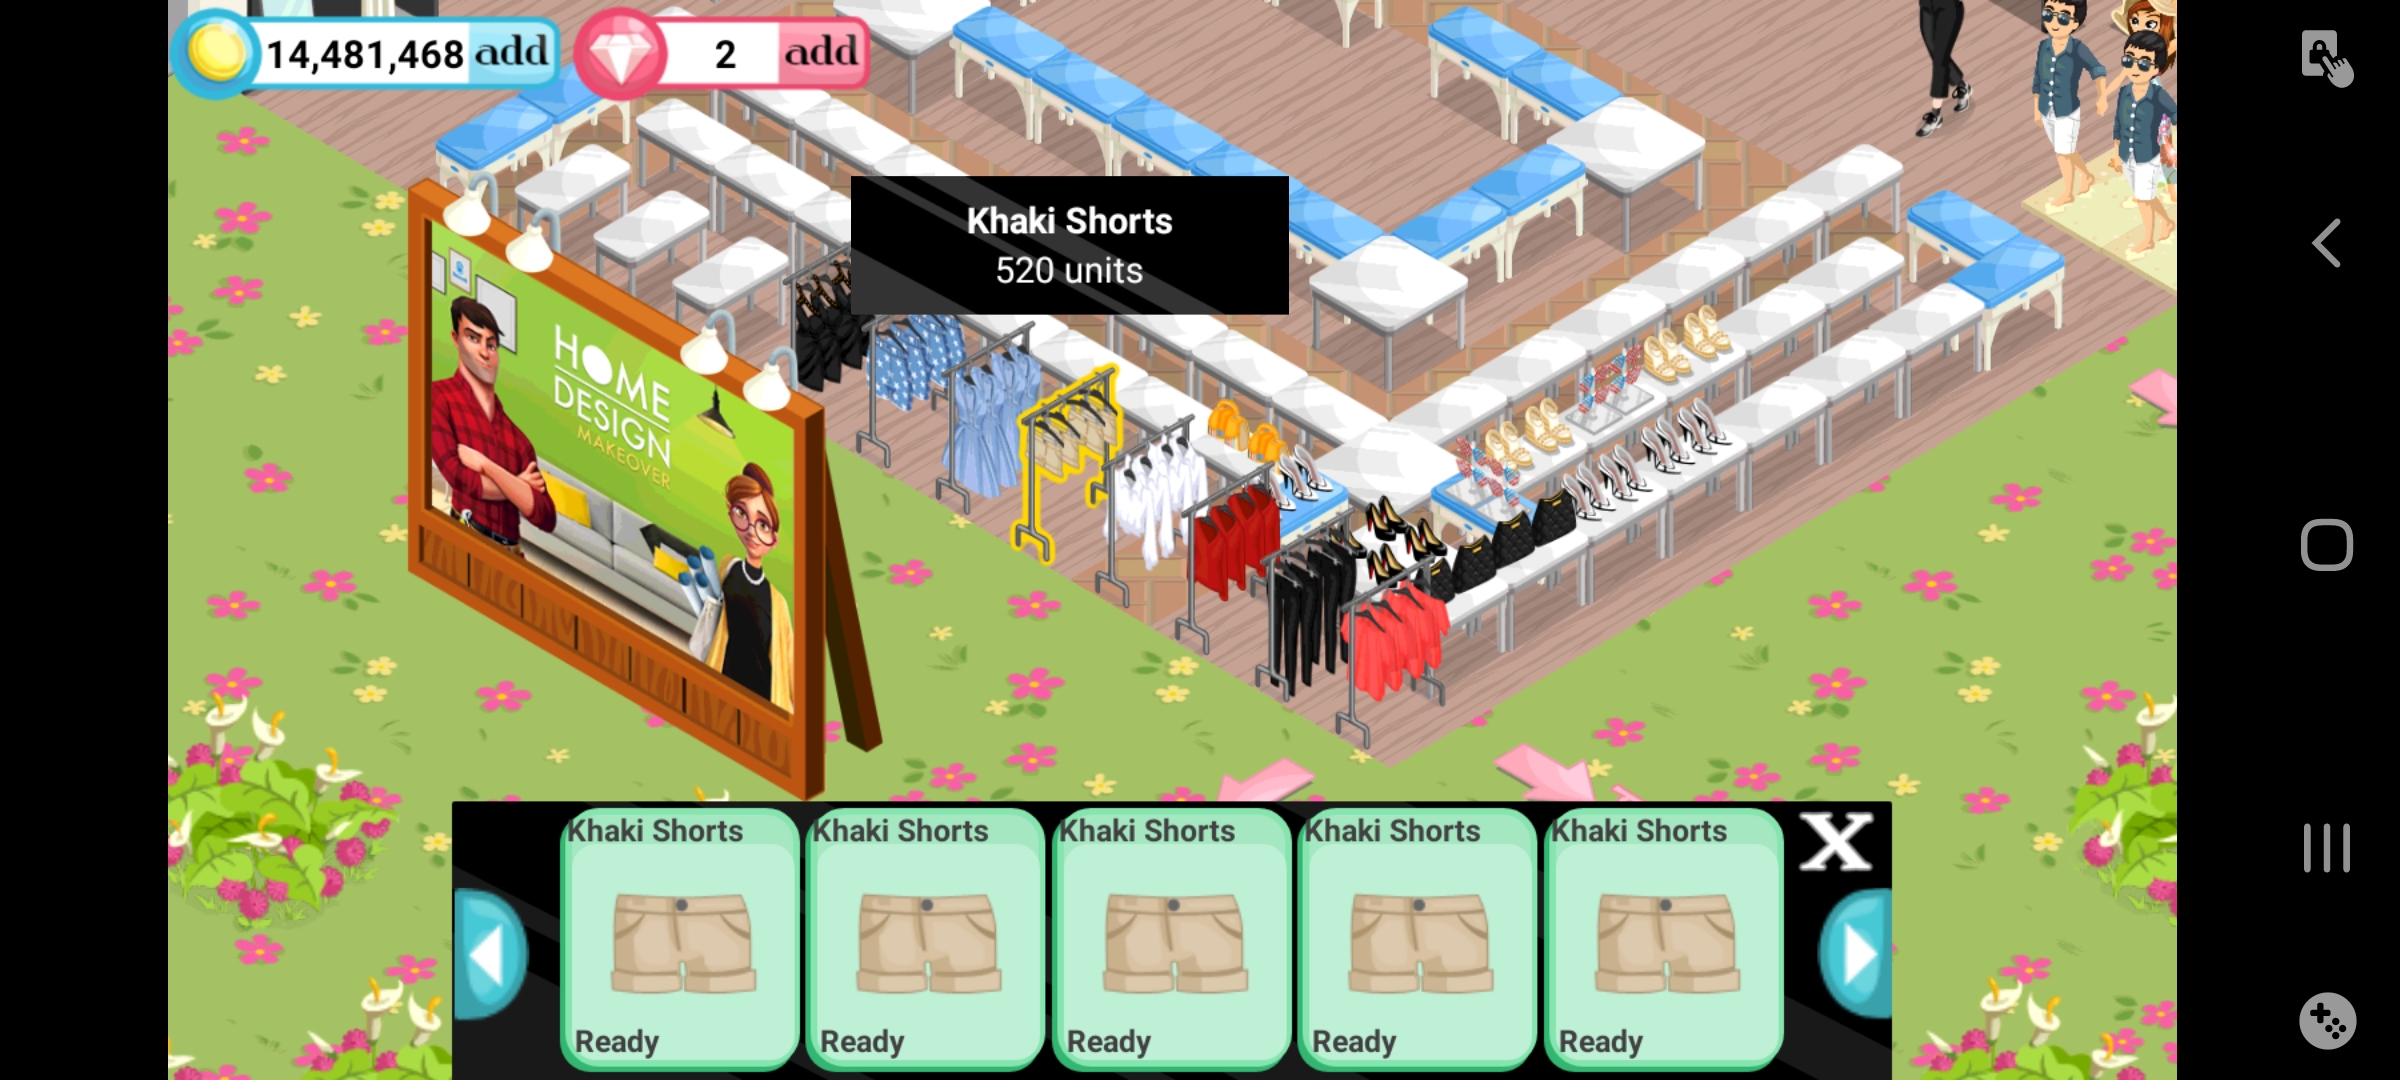 14,481,468 add
2 add
Khaki Shorts
520 units
HOME
DESIGN
MAKEOVER
Khaki Shorts
Khaki Shorts
Khaki Shorts
Khaki Shorts
Khaki Shorts
X
Ready
Ready
Ready
Ready
Ready